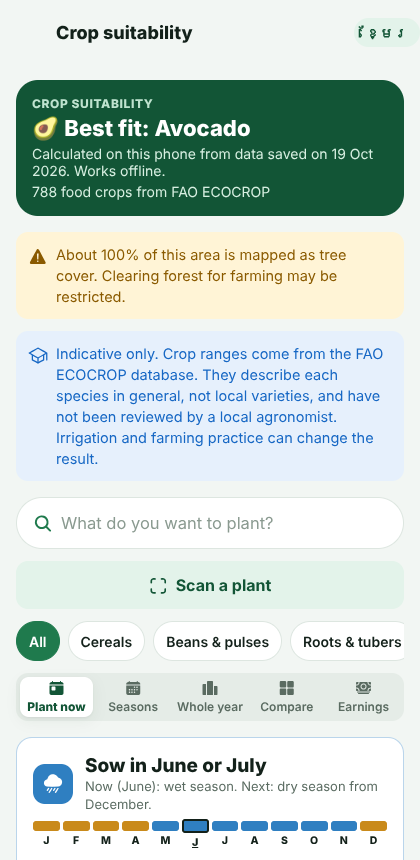 Crop suitability
ខ្មែរ
CROP SUITABILITY
🥑 Best fit: Avocado
Calculated on this phone from data saved on 19 Oct
2026. Works offline.
788 food crops from FAO ECOCROP
About 100% of this area is mapped as tree
cover. Clearing forest for farming may be
restricted.
Indicative only. Crop ranges come from the FAO
ECOCROP database. They describe each
species in general, not local varieties, and have
not been reviewed by a local agronomist.
Irrigation and farming practice can change the
result.
What do you want to plant?
Scan a plant
All Cereals Beans & pulses Roots & tubers
Plant now Seasons Whole year Compare Earnings
Sow in June or July
Now (June): wet season. Next: dry season from
December.
J F M A M J J A S O N D